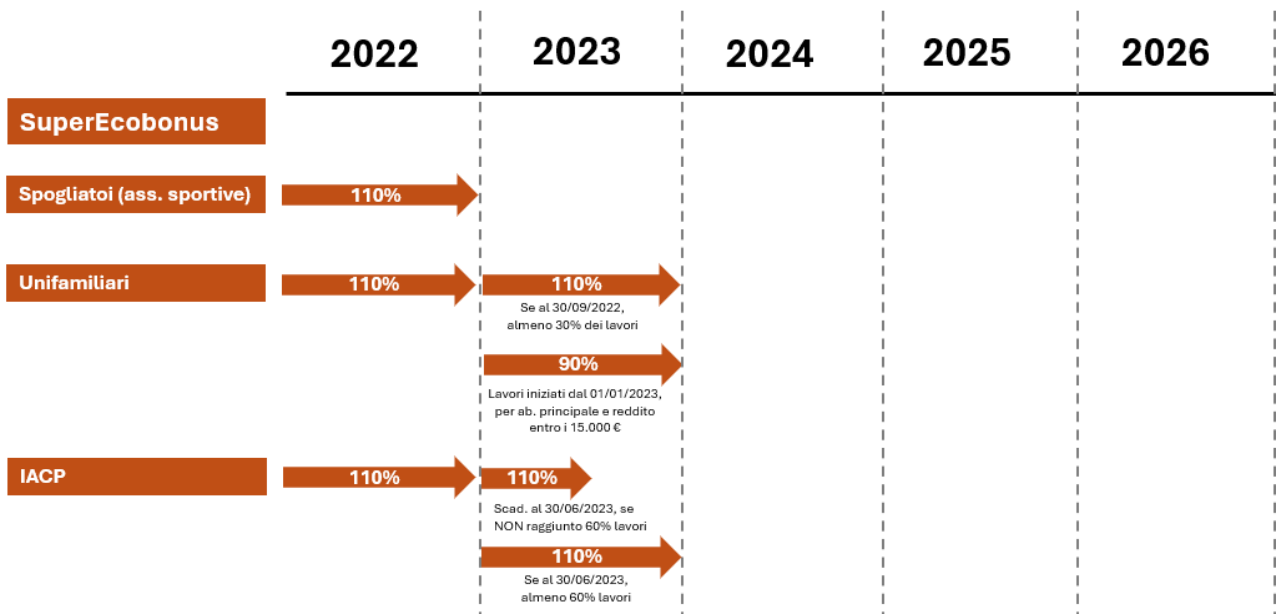 2022
2023
2024
2025
2026
SuperEcobonus
Spogliatoi (ass. sportive)
110%
Unifamiliari
110%
110%
Se al 30/09/2022,
almeno 30% dei lavori
90%
Lavori iniziati dal 01/01/2023,
per ab. principale e reddito
entro i 15.000 €
IACP
110%
110%
Scad. al 30/06/2023, se
NON raggiunto 60% lavori
110%
Se al 30/06/2023,
almeno 60% lavori